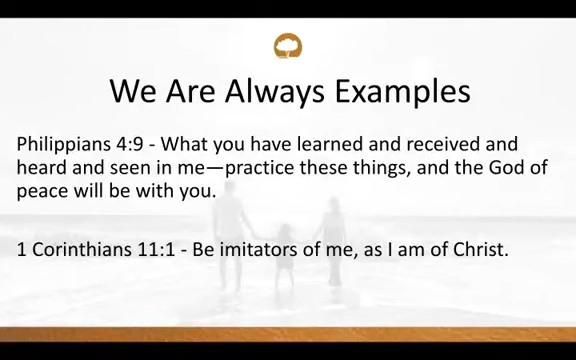 We Are Always Examples
Philippians 4:9 - What you have learned and received and
heard and seen in me—practice these things, and the God of
peace will be with you.
1 Corinthians 11:1 - Be imitators of me, as I am of Christ.